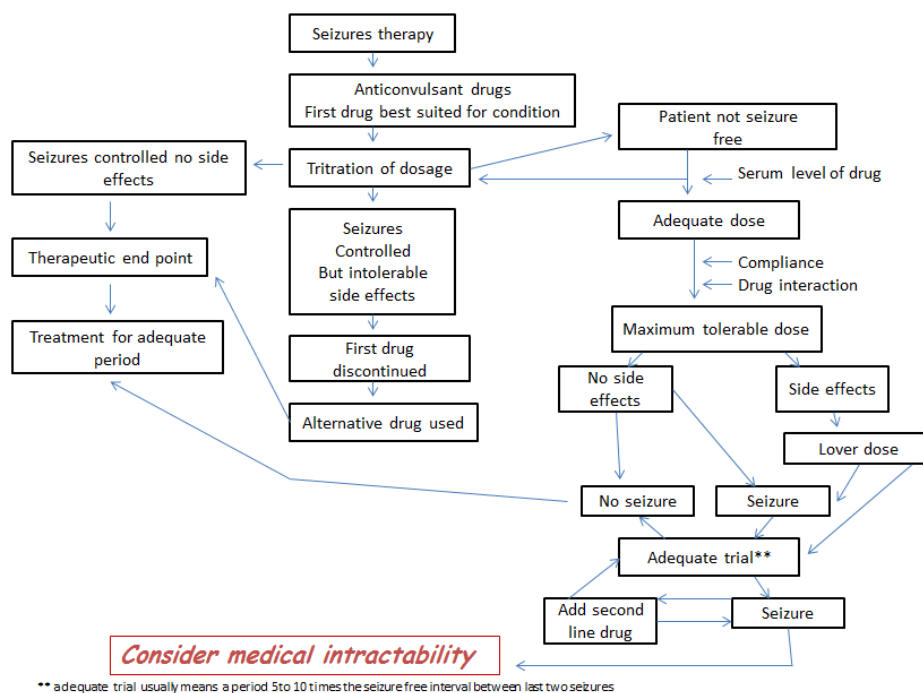 Seizures therapy
Anticonvulsant drugs
First drug best suited for condition
Patient not seizure
free
Seizures controlled no side
effects
Tritration of dosage
Serum level of drug
Adequate dose
Seizures
Controlled
But intolerable
side effects
Therapeutic end point
Compliance
Drug interaction
Maximum tolerable dose
Treatment for adequate
period
First drug
discontinued
No side
effects
Side effects
Alternative drug used
Lover dose
No seizure
Seizure
Adequate trial**
Add second
line drug
Seizure
Consider medical intractability
** adequate trial usually means a period 5to 10 times the seizure free interval between last two seizures